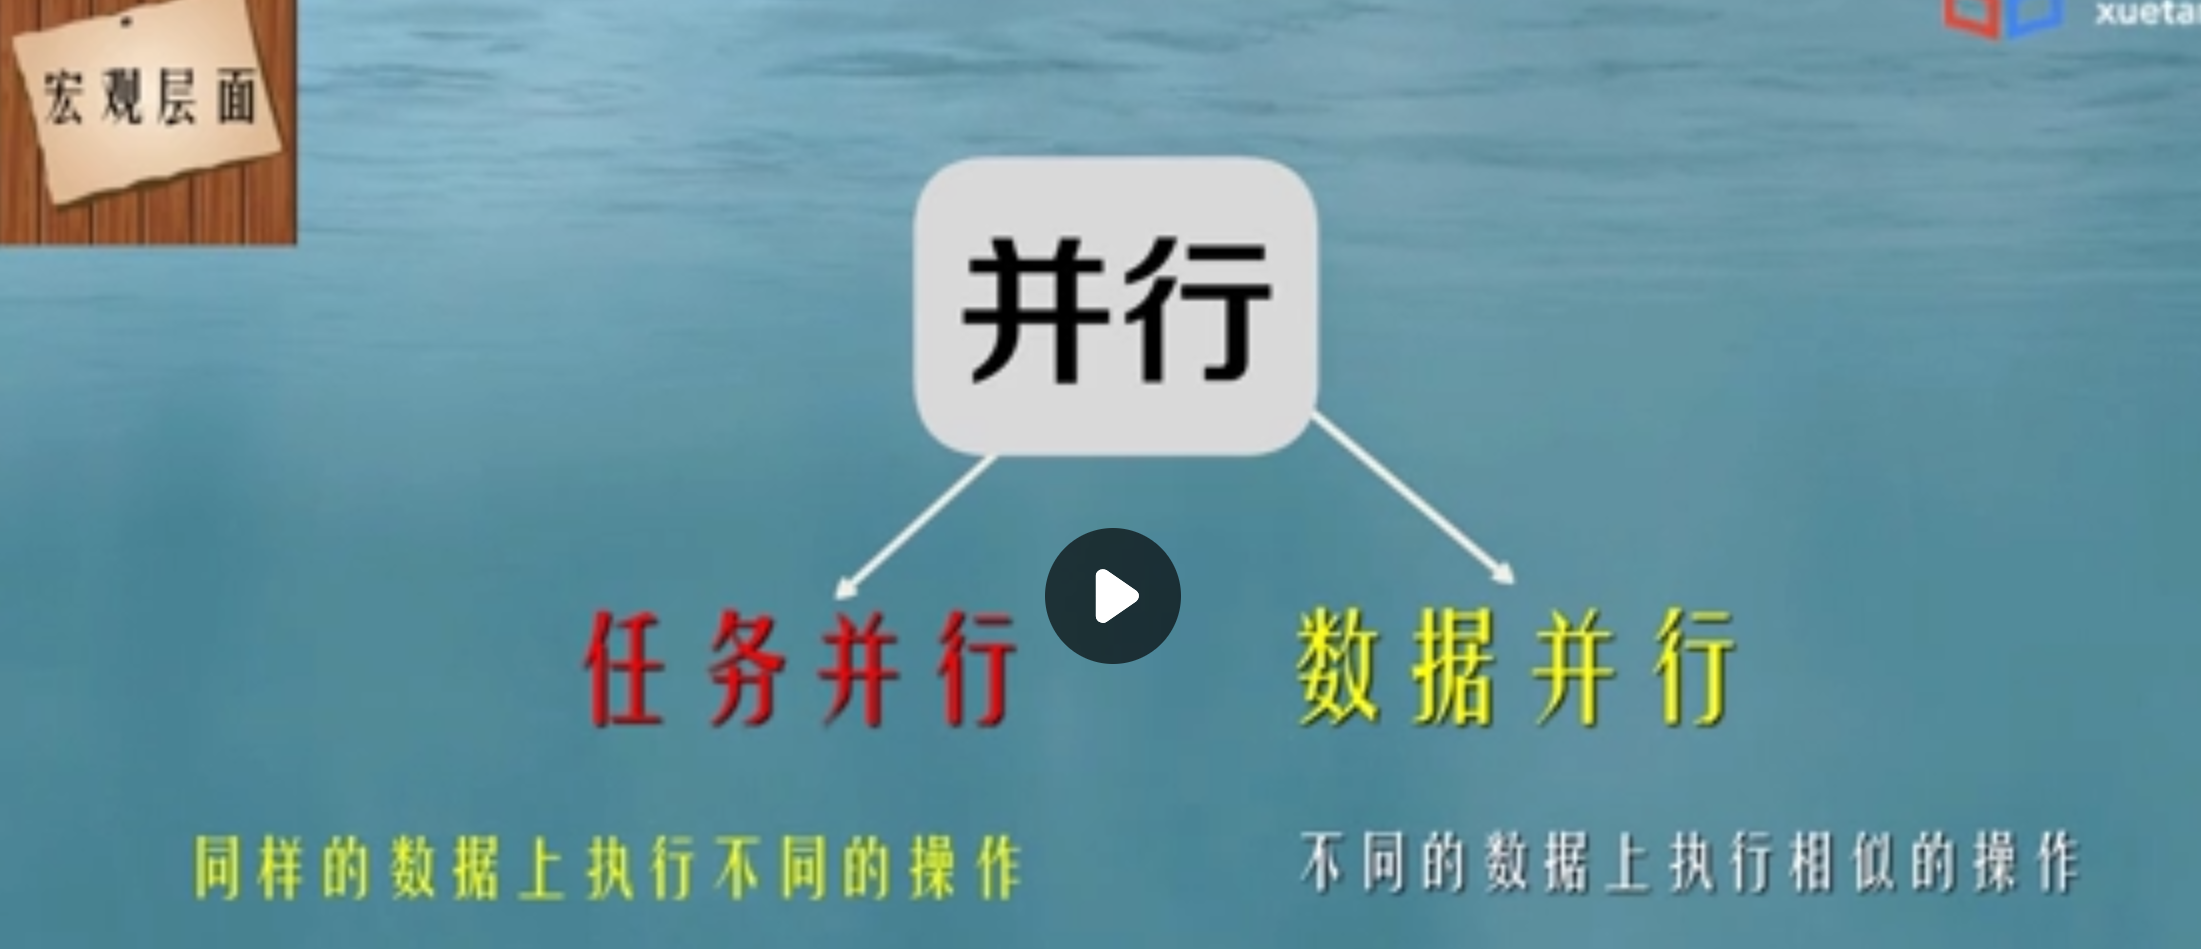 宏观层面
并行
任务并行
数据并行
同样的数据上执行不同的操作
不同的数据上执行相似的操作